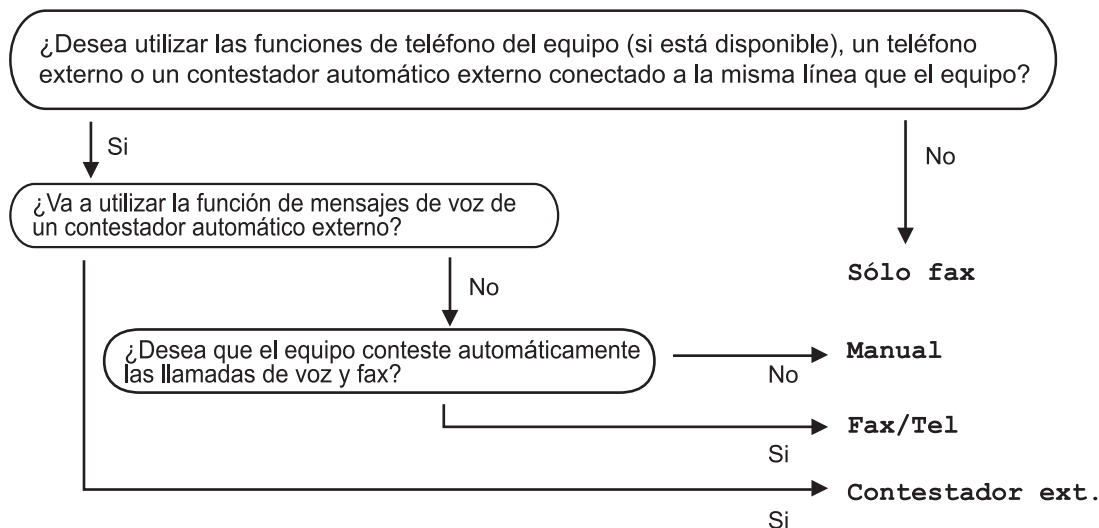 ¿Desea utilizar las funciones de teléfono del equipo (si está disponible), un teléfono
externo o un contestador automático externo conectado a la misma línea que el equipo?
Si
No
¿Va a utilizar la función de mensajes de voz de
un contestador automático externo?
Sólo fax
No
¿Desea que el equipo conteste automáticamente
las llamadas de voz y fax?
Manual
No
Fax/Tel
Si
Contestador ext.
Si